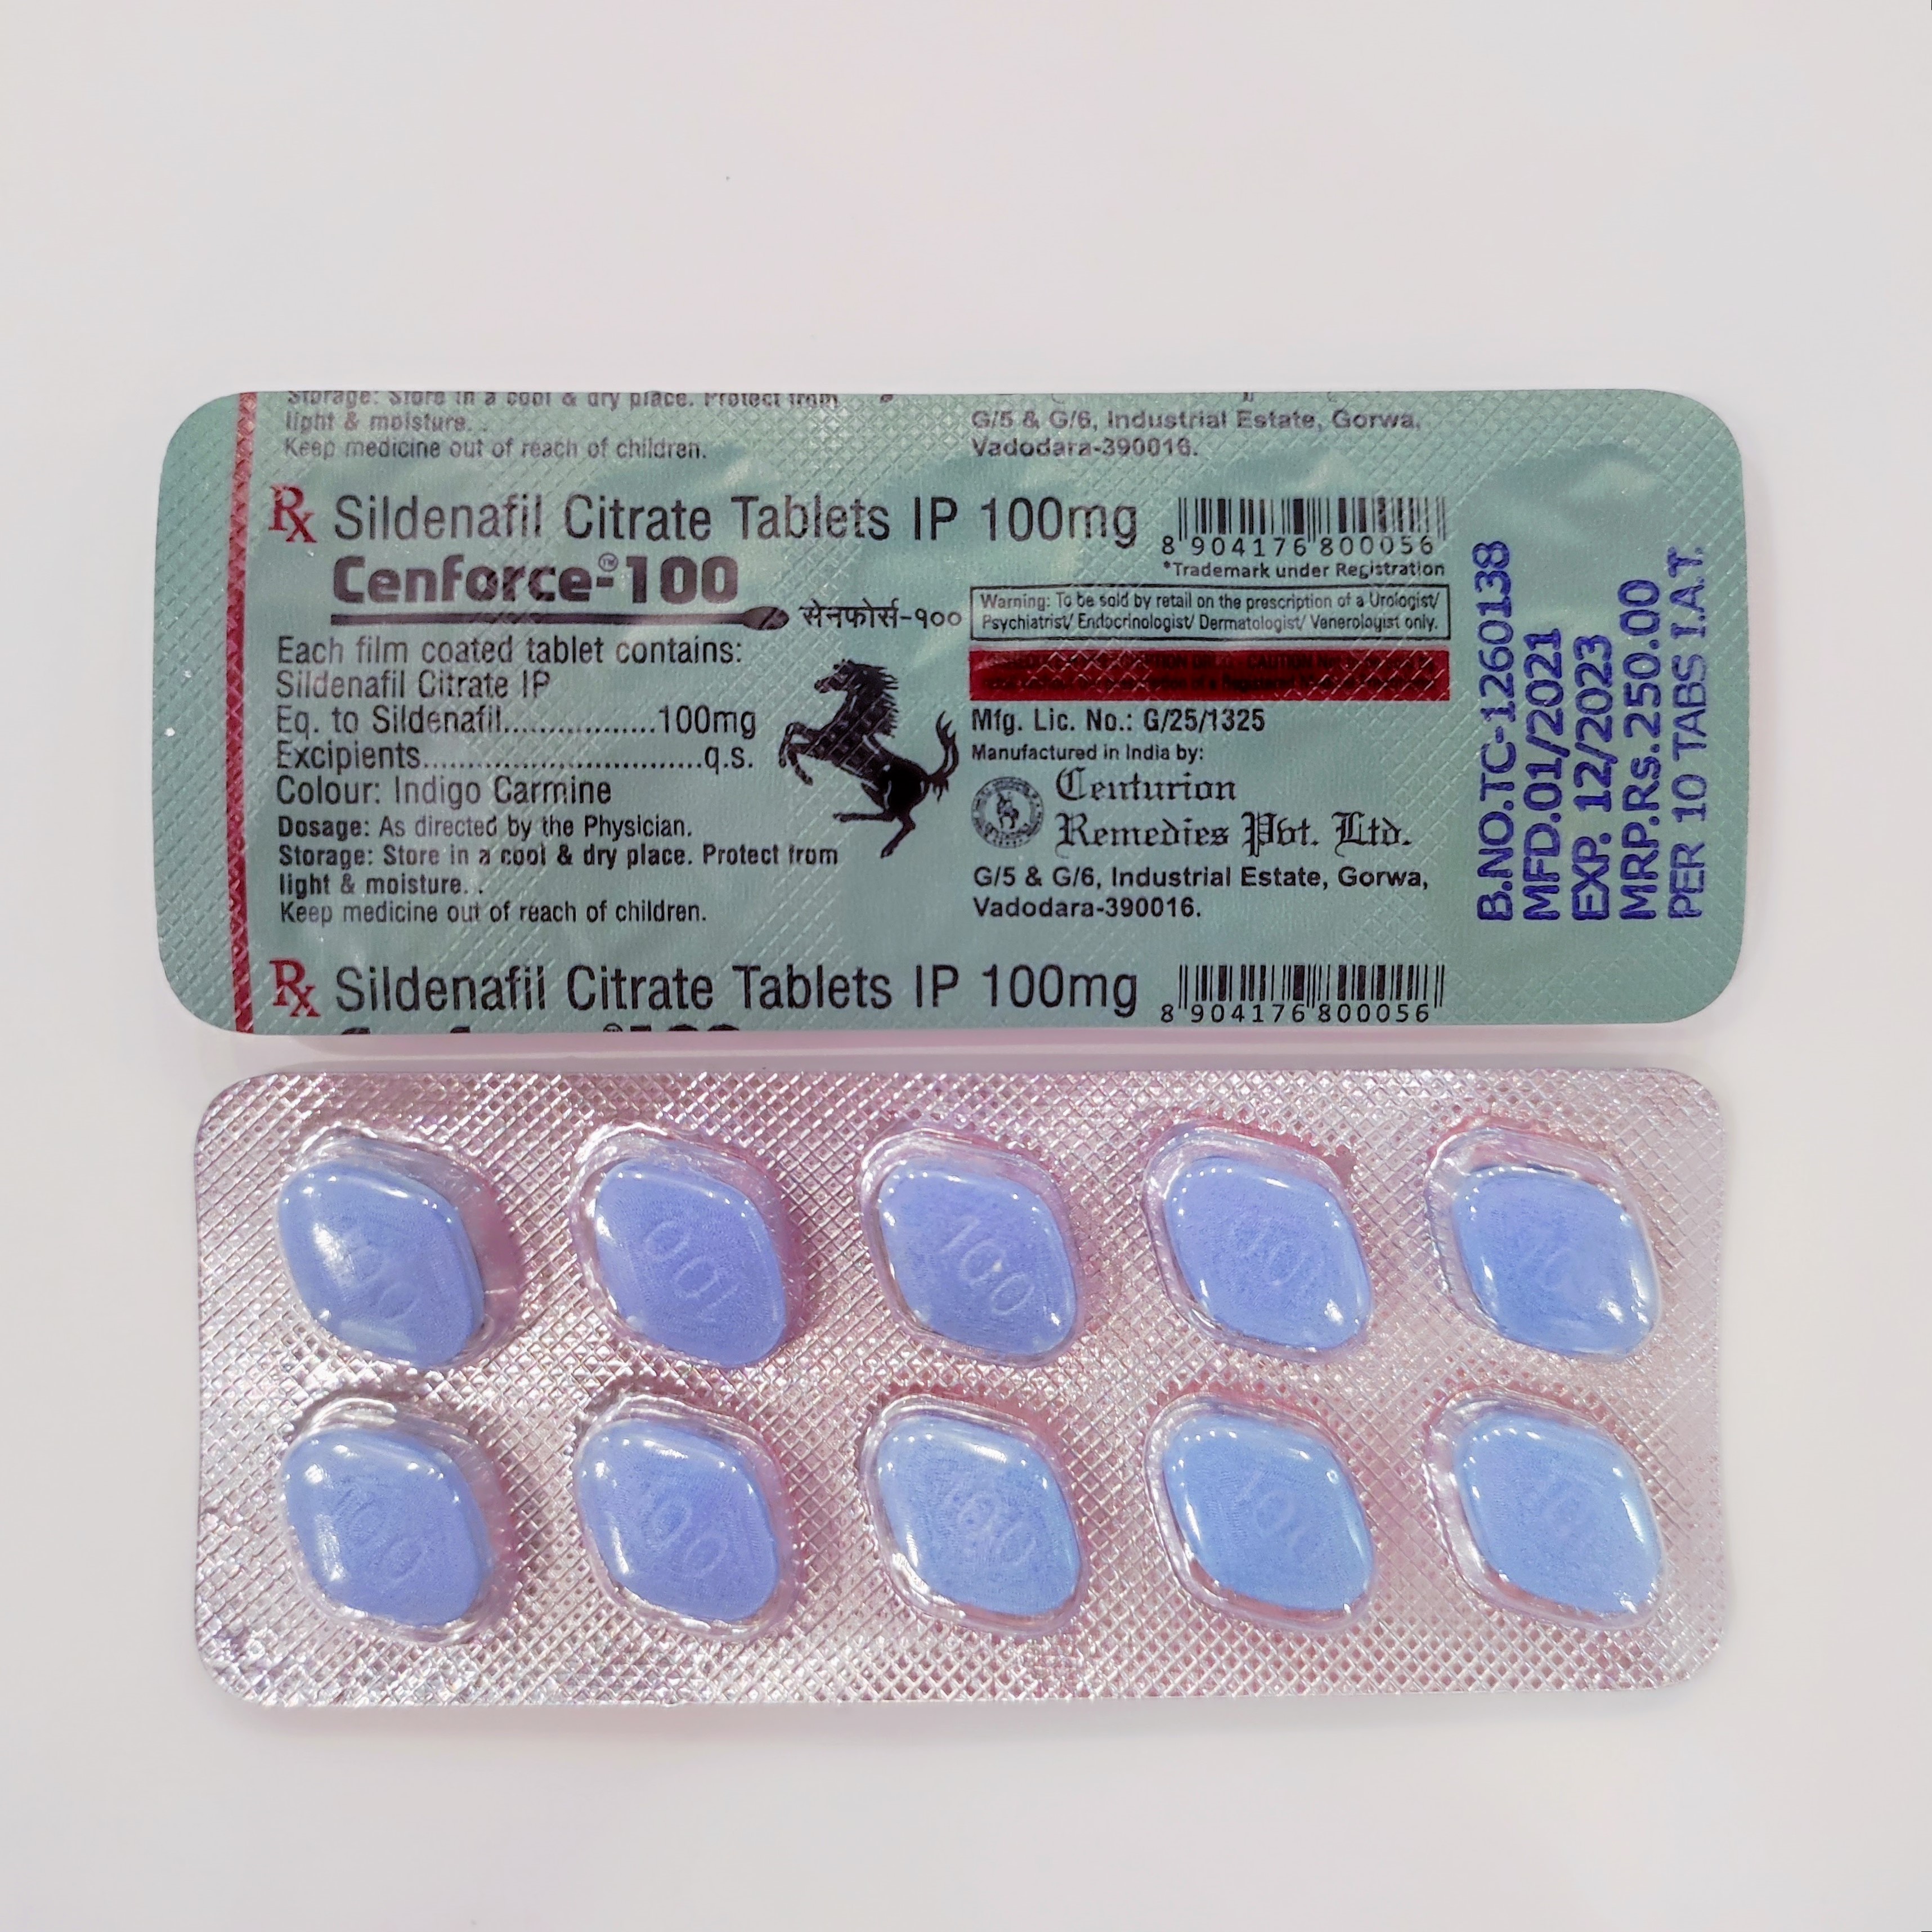 Storage: Store in a cool & dry place. Protect from
light & moisture. .
Keep medicine out of reach of children.
G/5 & G/6, Industrial Estate, Gorwa,
Vadodara-390016.
Rx Sildenafil Citrate Tablets IP 100mg
Cenforce-™100
सेनफोर्स-१००
Each film coated tablet contains:
Sildenafil Citrate IP
Eq. to Sildenafil.................100mg
Excipients...............................q.s.
Colour: Indigo Carmine
Dosage: As directed by the Physician.
Storage: Store in a cool & dry place. Protect from
light & moisture. .
Keep medicine out of reach of children.
8 904176 800056
*Trademark under Registration
Warning: To be sold by retail on the prescription of a Urologist/
Psychiatrist/ Endocrinologist/ Dermatologist/ Venerologist only.
Mfg. Lic. No.: G/25/1325
Manufactured in India by:
Centurion
Remedies Pvt. Ltd.
G/5 & G/6, Industrial Estate, Gorwa,
Vadodara-390016.
B.NO.TC-1260138
MFD.01/2021
EXP. 12/2023
MRP.Rs.250.00
PER 10 TABS I.A.T.
Rx Sildenafil Citrate Tablets IP 100mg
8 904176 800056
100
100
100
100
100
100
100
100